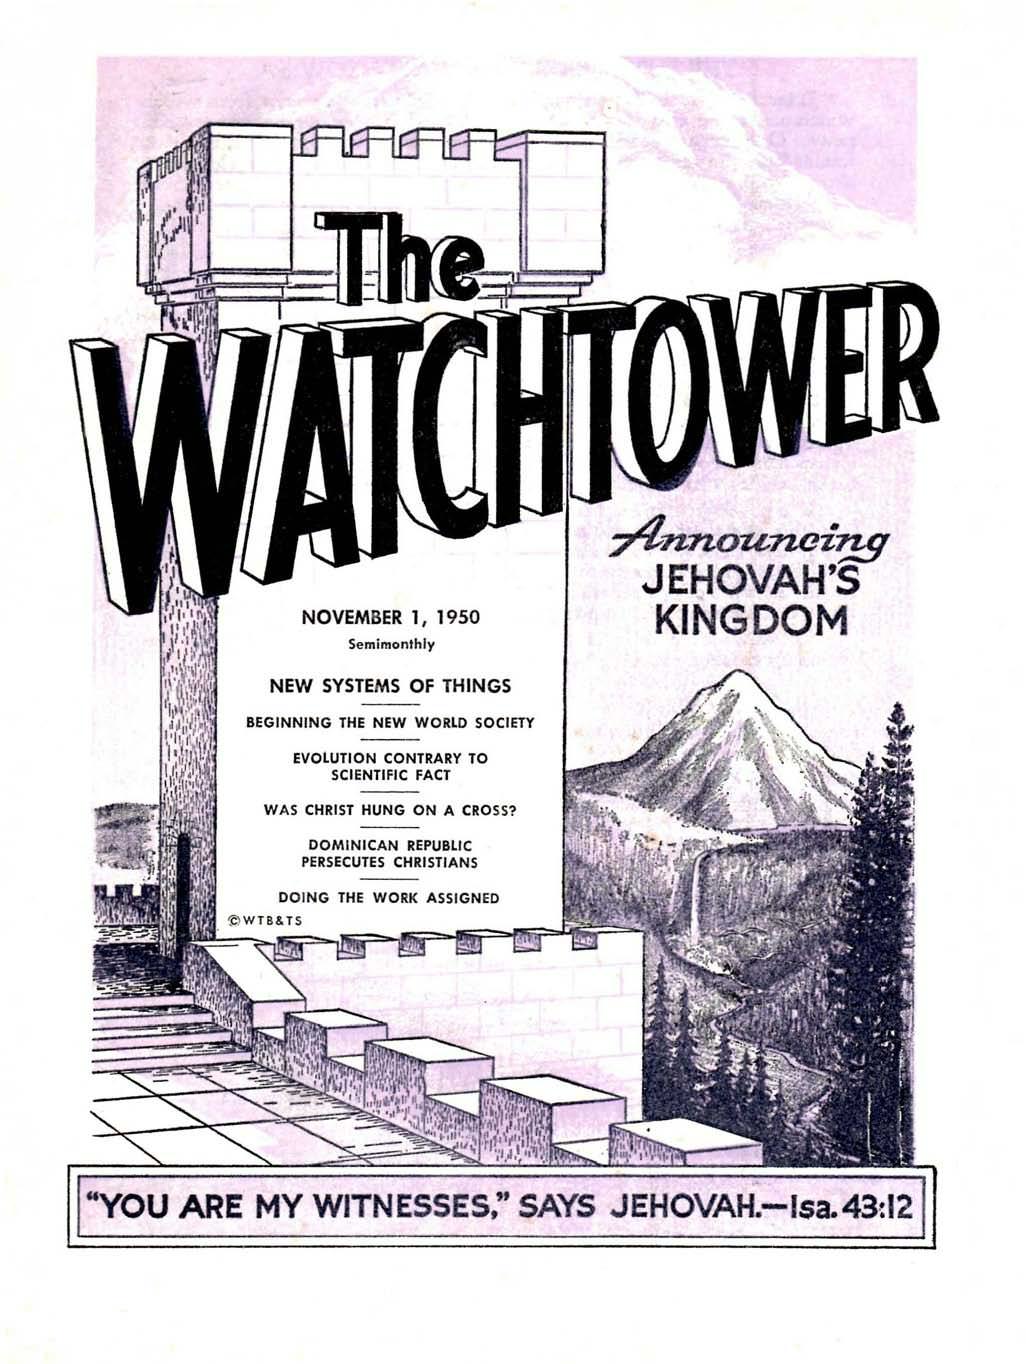 The
WATCHTOWER
Announcing
JEHOVAH'S
KINGDOM
NOVEMBER 1, 1950
Semimonthly
NEW SYSTEMS OF THINGS
BEGINNING THE NEW WORLD SOCIETY
EVOLUTION CONTRARY TO
SCIENTIFIC FACT
WAS CHRIST HUNG ON A CROSS?
DOMINICAN REPUBLIC
PERSECUTES CHRISTIANS
DOING THE WORK ASSIGNED
©WTB&TS
"YOU ARE MY WITNESSES," SAYS JEHOVAH.—Isa. 43:12